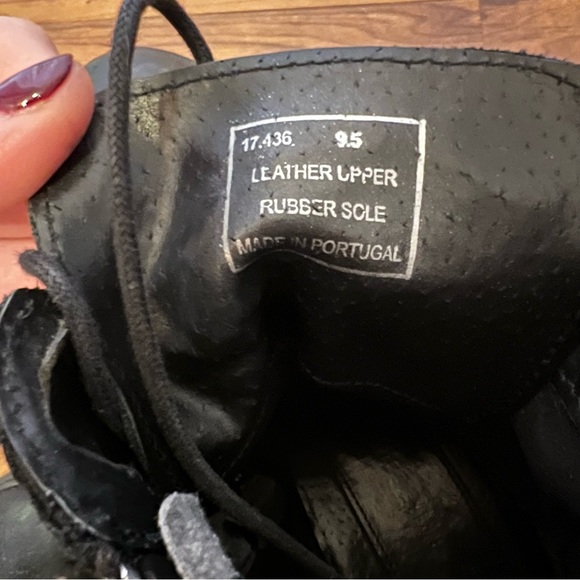 17.436. 9.5
LEATHER UPPER
RUBBER SOLE
MADE IN PORTUGAL